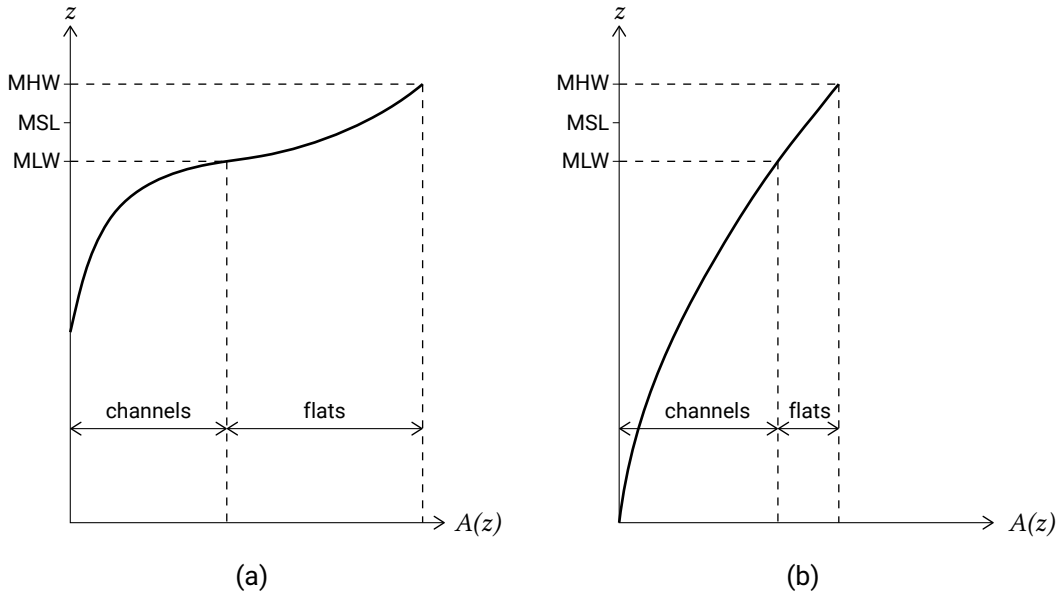 z
MHW
MSL
MLW
channels
flats
A(z)
(a)
z
MHW
MSL
MLW
channels
flats
A(z)
(b)